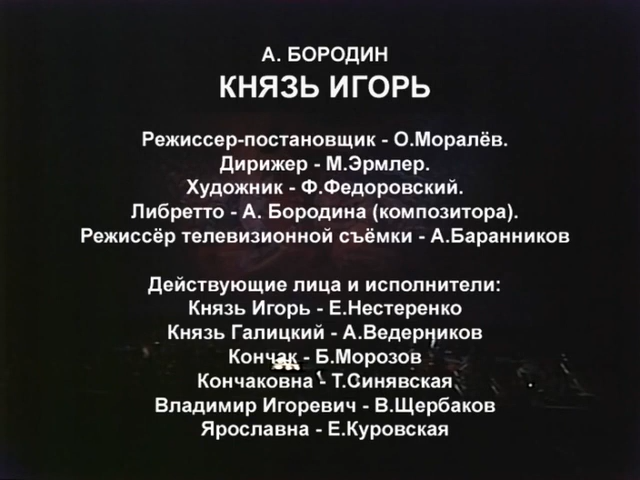 А. БОРОДИН
КНЯЗЬ ИГОРЬ
Режиссер-постановщик - О.Моралёв.
Дирижер - М.Эрмлер.
Художник - Ф.Федоровский.
Либретто - А. Бородина (композитора).
Режиссёр телевизионной съёмки - А.Баранников
Действующие лица и исполнители:
Князь Игорь - Е.Нестеренко
Князь Галицкий - А.Ведерников
Кончак - Б.Морозов
Кончаковна - Т.Синявская
Владимир Игоревич - В.Щербаков
Ярославна - Е.Куровская